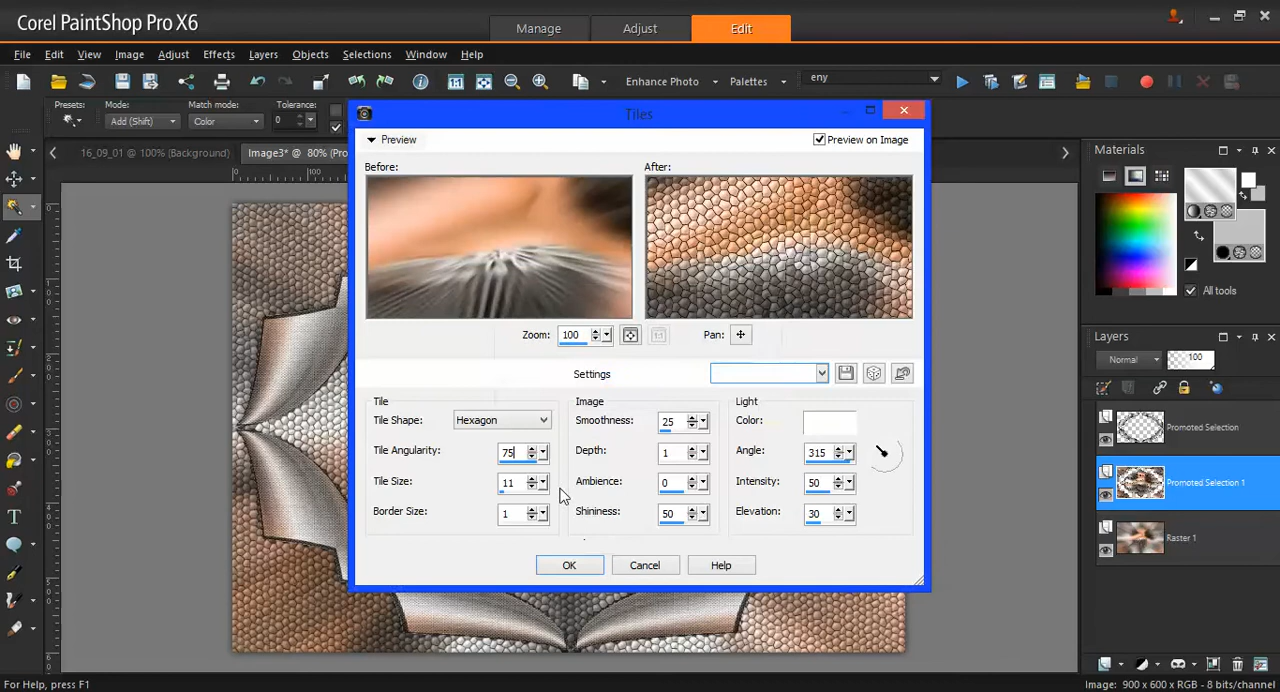 Corel PaintShop Pro X6
Manage
Adjust
Edit
File Edit View Image Adjust Effects Layers Objects Selections Window Help
Enhance Photo
Palettes
eny
Presets:
Mode:
Match mode:
Tolerance:
Add (Shift)
Color
0
16_09_01 @ 100% (Background)
Image3* @ 80% (Pro
Tiles
Preview
Preview on Image
Before:
After:
Zoom: 100
Pan:
Settings
Tile
Tile Shape: Hexagon
Tile Angularity: 75
Tile Size: 11
Border Size: 1
Image
Smoothness: 25
Depth: 1
Ambience: 0
Shininess: 50
Light
Color:
Angle: 315
Intensity: 50
Elevation: 30
OK
Cancel
Help
Materials
All tools
Layers
Normal
100
Promoted Selection
Promoted Selection 1
Raster 1
For Help, press F1
Image: 900 x 600 x RGB - 8 bits/channel